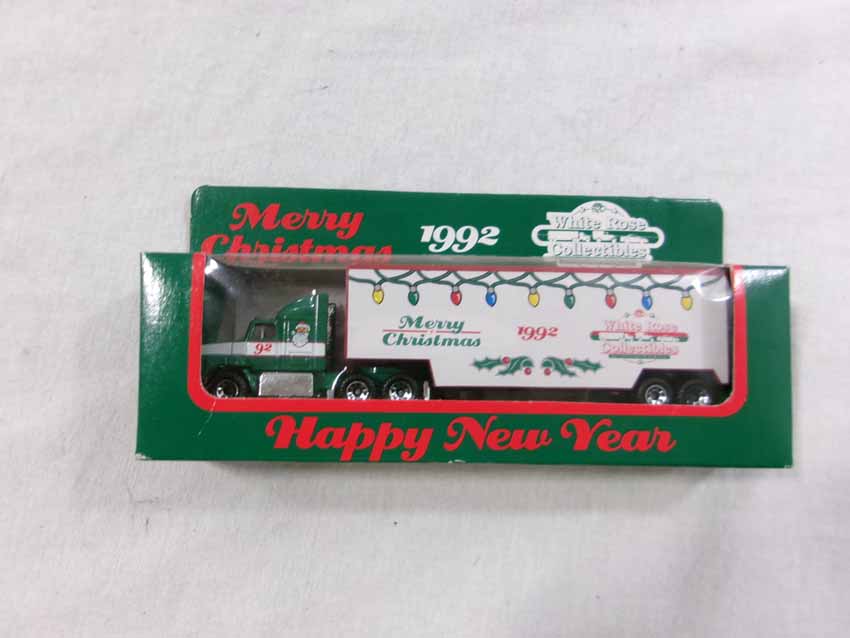 Merry
Christmas
1992
White Rose
Collectibles
92
Merry
Christmas
1992
White Rose
Collectibles
Happy New Year